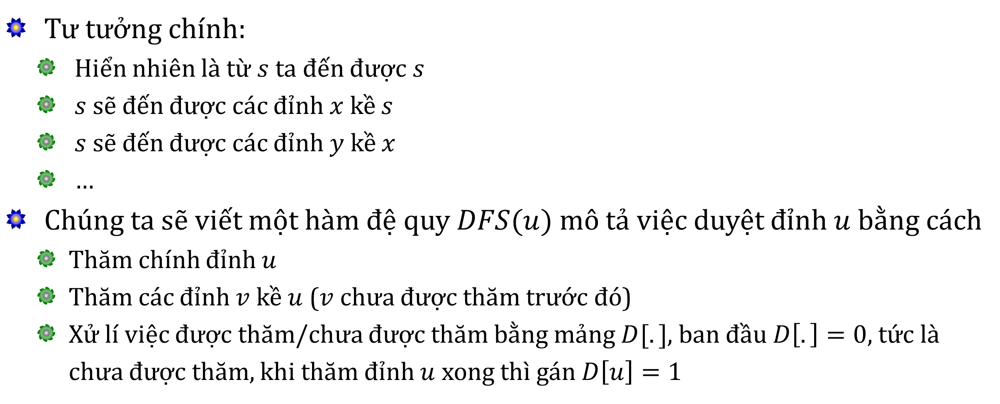 Tư tưởng chính:
Hiển nhiên là từ s ta đến được s
s sẽ đến được các đỉnh x kề s
s sẽ đến được các đỉnh y kề x
...
Chúng ta sẽ viết một hàm đệ quy DFS(u) mô tả việc duyệt đỉnh u bằng cách
Thăm chính đỉnh u
Thăm các đỉnh v kề u (v chưa được thăm trước đó)
Xử lí việc được thăm/chưa được thăm bằng mảng D[.], ban đầu D[.] = 0, tức là
chưa được thăm, khi thăm đỉnh u xong thì gán D[u] = 1